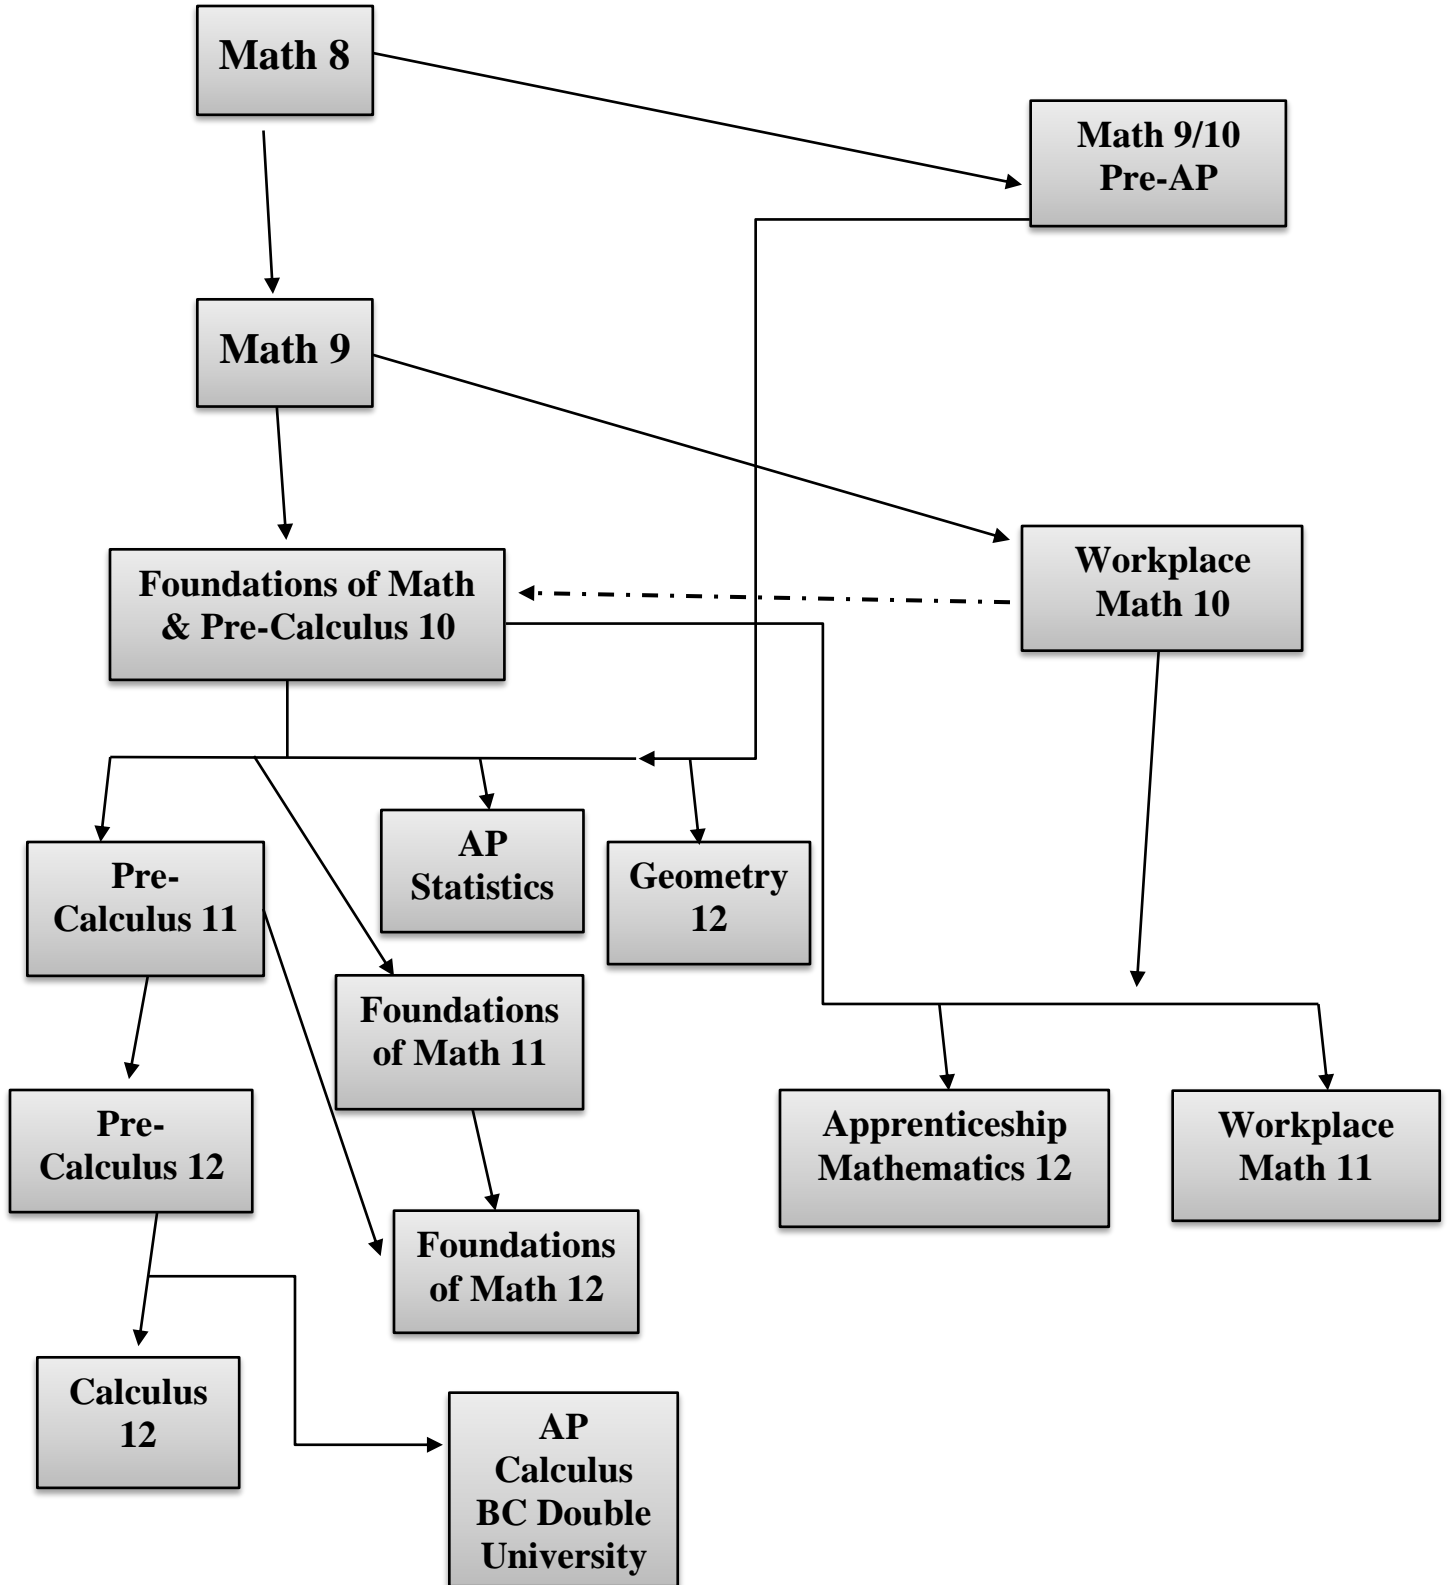 Math 8
Math 9/10
Pre-AP
Math 9
Foundations of Math
& Pre-Calculus 10
Workplace
Math 10
Pre-
Calculus 11
AP
Statistics
Geometry
12
Foundations
of Math 11
Pre-
Calculus 12
Apprenticeship
Mathematics 12
Workplace
Math 11
Foundations
of Math 12
Calculus
12
AP
Calculus
BC Double
University